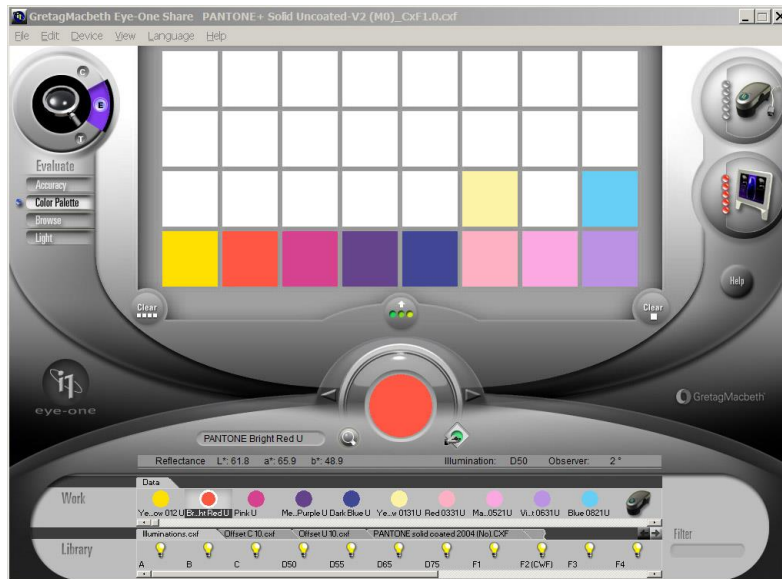 GretagMacbeth Eye-One Share    PANTONE+ Solid Uncoated-V2 (M0)_CxF1.0.cxf
File  Edit  Device  View  Language  Help
C
E
T
Evaluate
Accuracy
Color Palette
Browse
Light
Help
Clear
Clear
i1
eye-one
GretagMacbeth
PANTONE Bright Red U
Reflectance  L*: 61.8  a*: 65.9  b*: 48.9  Illumination:  D50  Observer:  2 °
Data
Work
Ye...ow 012 U  Br...ht Red U  Pink U  Me...Purple U  Dark Blue U  Ye...w 0131U  Red 0331U  Ma...0521U  Vi...t 0631U  Blue 0821U
Illuminations.cxf  Offset C 10.cxf  Offset U 10.cxf  PANTONE solid coated 2004 (No).CXF
Library
Filter
A  B  C  D50  D55  D65  D75  F1  F2 (CWF)  F3  F4